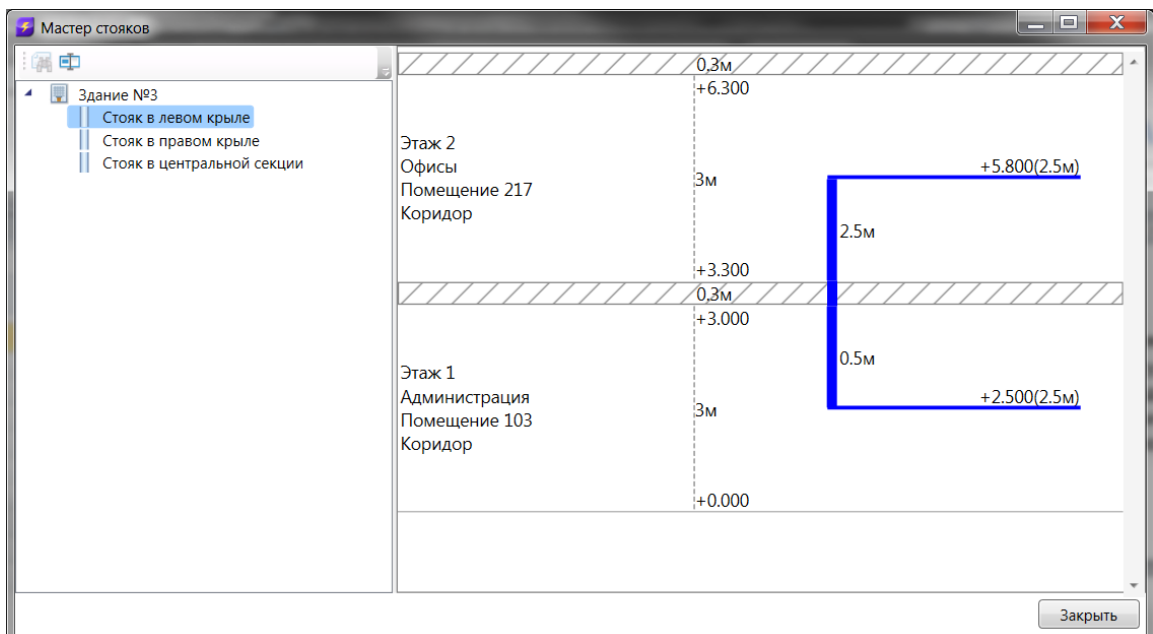 Мастер стояков
Здание №3
Стояк в левом крыле
Стояк в правом крыле
Стояк в центральной секции
0.3м
+6.300
Этаж 2
Офисы
Помещение 217
Коридор
3м
+5.800(2.5м)
2.5м
+3.300
0.3м
+3.000
0.5м
Этаж 1
Администрация
Помещение 103
Коридор
3м
+2.500(2.5м)
+0.000
Закрыть